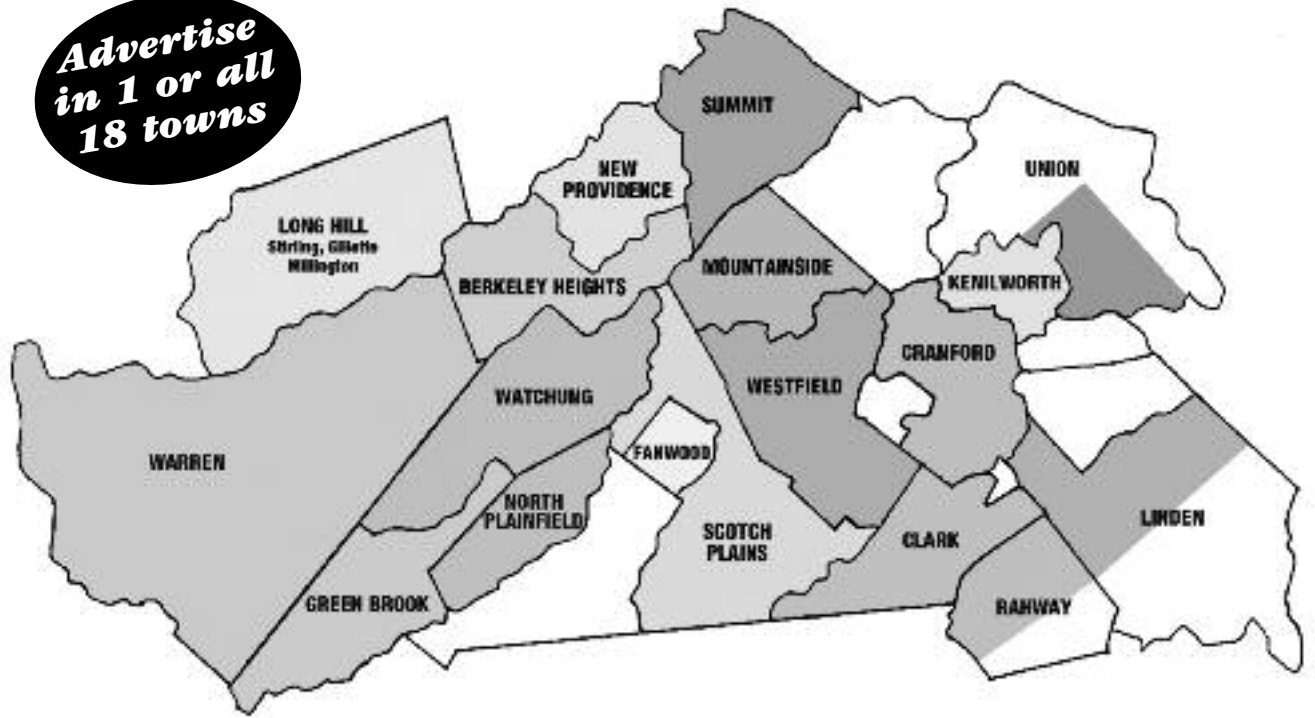 Advertise
in 1 or all
18 towns
SUMMIT
NEW
PROVIDENCE
UNION
LONG HILL
Stirling, Gillette
Millington
BERKELEY HEIGHTS
MOUNTAINSIDE
KENILWORTH
CRANFORD
WATCHUNG
WESTFIELD
WARREN
FANWOOD
NORTH
PLAINFIELD
SCOTCH
PLAINS
CLARK
LINDEN
GREEN BROOK
RAHWAY